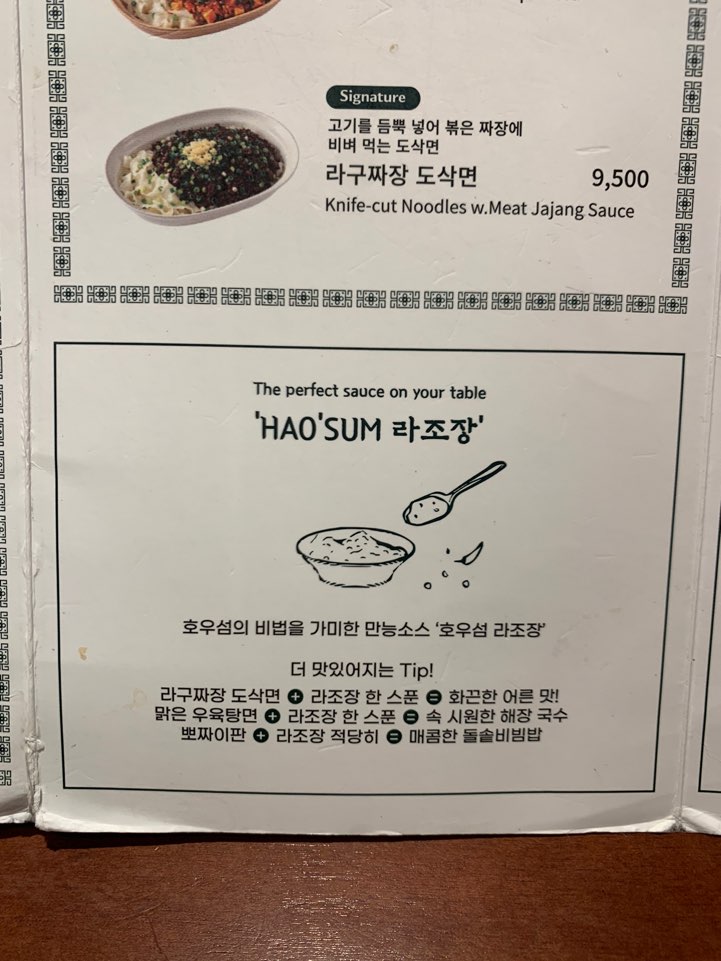 Signature
고기를 듬뿍 넣어 볶은 짜장에
비벼 먹는 도삭면
라구짜장 도삭면 9,500
Knife-cut Noodles w.Meat Jajang Sauce
The perfect sauce on your table
'HAO'SUM 라조장'
호우섬의 비법을 가미한 만능소스 '호우섬 라조장'
더 맛있어지는 Tip!
라구짜장 도삭면 + 라조장 한 스푼 = 화끈한 어른 맛!
맑은 우육탕면 + 라조장 한 스푼 = 속 시원한 해장 국수
뽀짜이판 + 라조장 적당히 = 매콤한 돌솥비빔밥